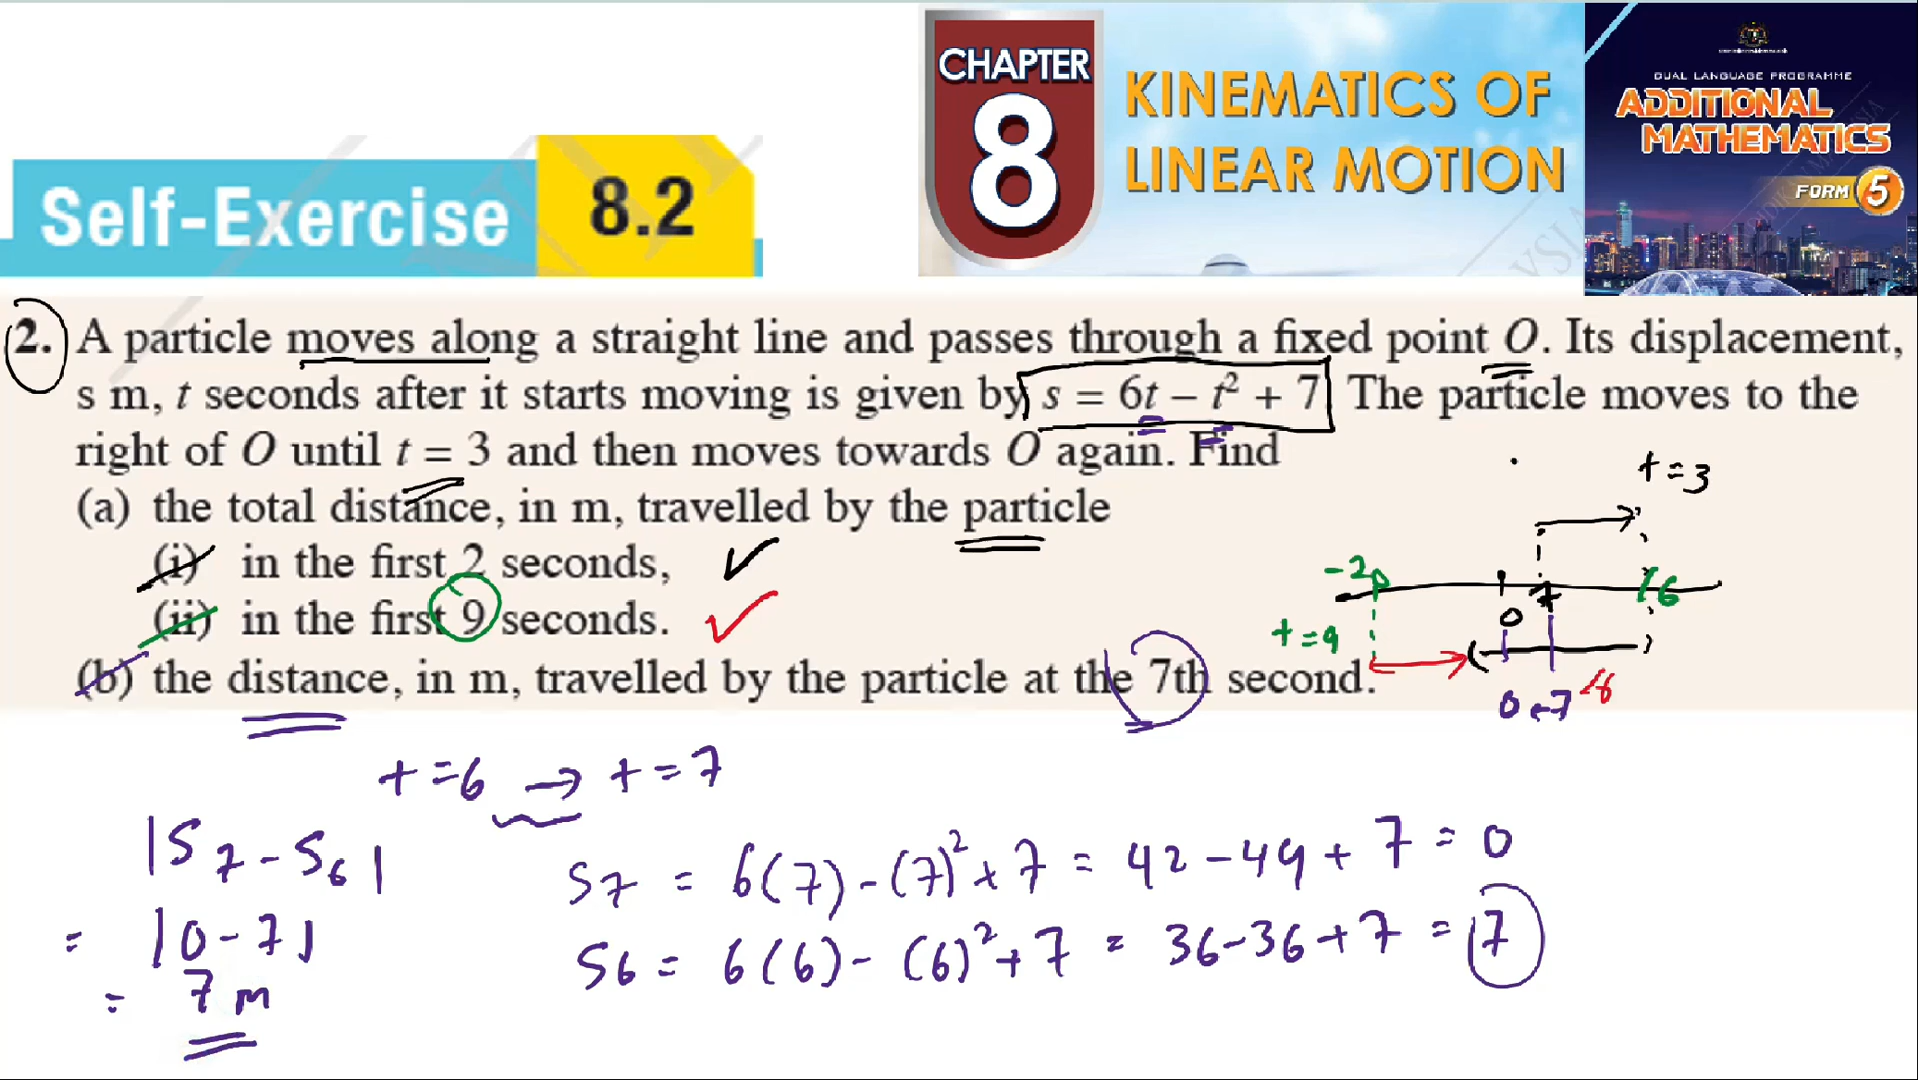 CHAPTER
8
KINEMATICS OF
LINEAR MOTION
DUAL LANGUAGE PROGRAMME
ADDITIONAL
MATHEMATICS
FORM 5
Self-Exercise 8.2
2. A particle moves along a straight line and passes through a fixed point O. Its displacement,
s m, t seconds after it starts moving is given by s = 6t – t² + 7 The particle moves to the
right of O until t = 3 and then moves towards O again. Find
(a) the total distance, in m, travelled by the particle
(i) in the first 2 seconds,
(ii) in the first 9 seconds.
(b) the distance, in m, travelled by the particle at the 7th second.
t = 3
-20
16
0
7
t = 9
0 ← 7
t = 6 → t = 7
|S7 - S6|
= |0 - 7|
= 7 m
S7 = 6(7) - (7)² + 7 = 42 - 49 + 7 = 0
S6 = 6(6) - (6)² + 7 = 36 - 36 + 7 = 7